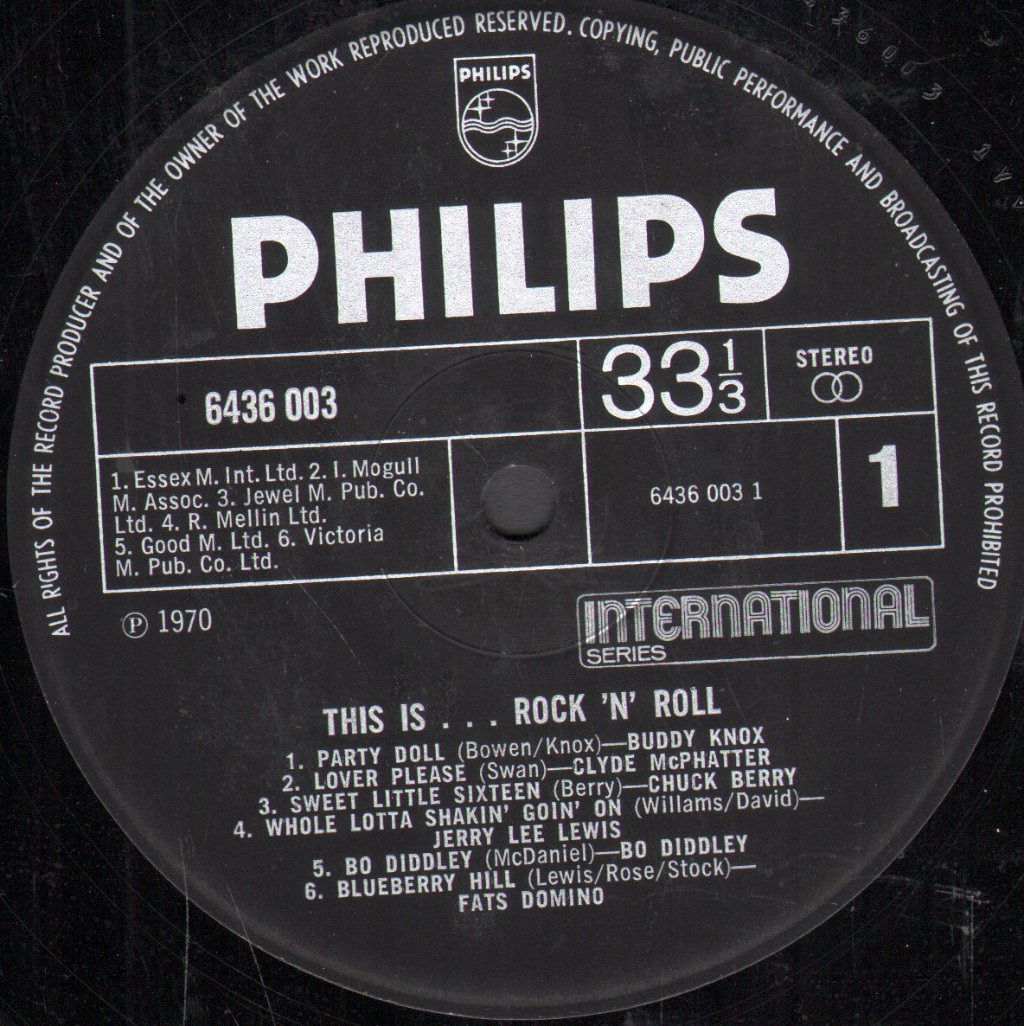 ALL RIGHTS OF THE RECORD PRODUCER AND OF THE OWNER OF THE WORK REPRODUCED RESERVED. COPYING, PUBLIC PERFORMANCE AND BROADCASTING OF THIS RECORD PROHIBITED
PHILIPS
PHILIPS
6436 003
33 1/3
STEREO
1. Essex M. Int. Ltd. 2. I. Mogull
M. Assoc. 3. Jewel M. Pub. Co.
Ltd. 4. R. Mellin Ltd.
5. Good M. Ltd. 6. Victoria
M. Pub. Co. Ltd.
6436 003 1
1
Ⓟ 1970
INTERNATIONAL
SERIES
THIS IS . . . ROCK 'N' ROLL
1. PARTY DOLL (Bowen/Knox)—BUDDY KNOX
2. LOVER PLEASE (Swan)—CLYDE McPHATTER
3. SWEET LITTLE SIXTEEN (Berry)—CHUCK BERRY
4. WHOLE LOTTA SHAKIN' GOIN' ON (Willams/David)—
JERRY LEE LEWIS
5. BO DIDDLEY (McDaniel)—BO DIDDLEY
6. BLUEBERRY HILL (Lewis/Rose/Stock)—
FATS DOMINO